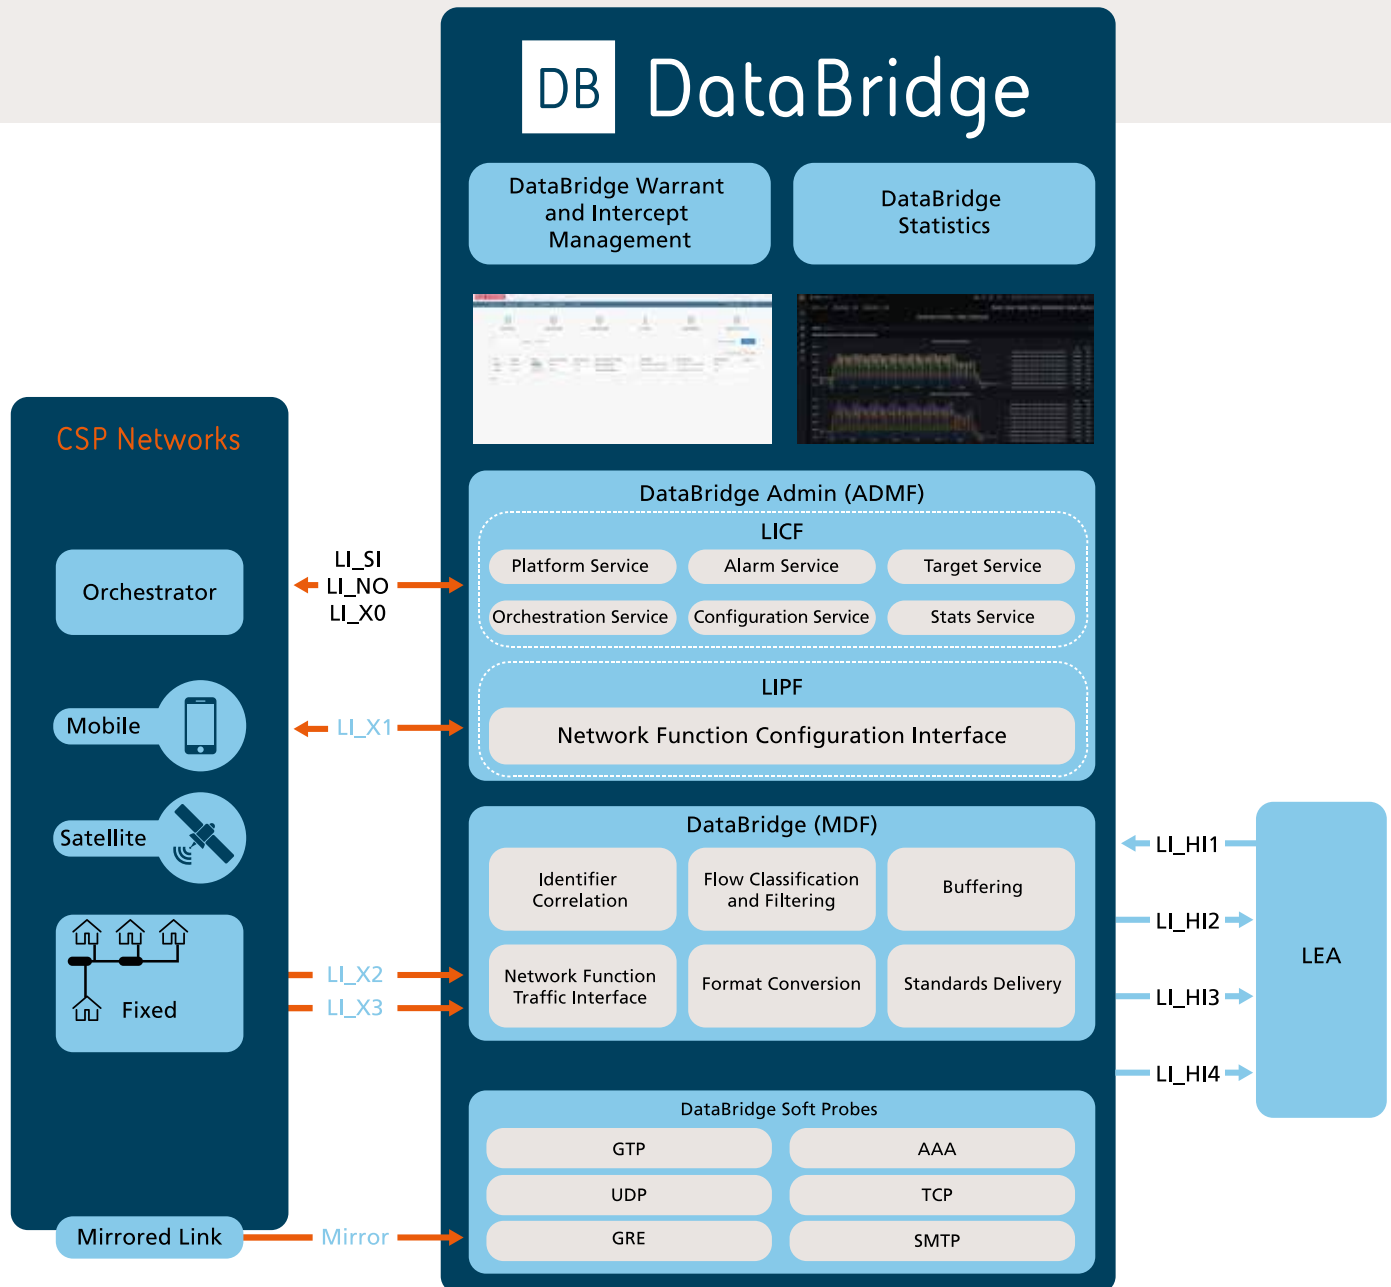 DB DataBridge
DataBridge Warrant
and Intercept
Management
DataBridge
Statistics
CSP Networks
Orchestrator
Mobile
Satellite
Fixed
Mirrored Link
LI_SI
LI_NO
LI_X0
LI_X1
LI_X2
LI_X3
Mirror
DataBridge Admin (ADMF)
LICF
Platform Service
Alarm Service
Target Service
Orchestration Service
Configuration Service
Stats Service
LIPF
Network Function Configuration Interface
DataBridge (MDF)
Identifier
Correlation
Flow Classification
and Filtering
Buffering
Network Function
Traffic Interface
Format Conversion
Standards Delivery
DataBridge Soft Probes
GTP
AAA
UDP
TCP
GRE
SMTP
LI_HI1
LI_HI2
LI_HI3
LI_HI4
LEA